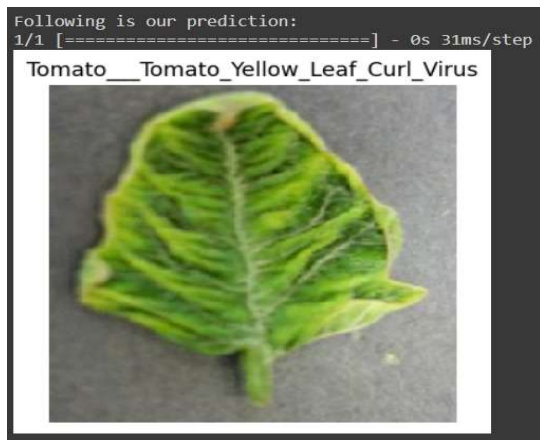 Following is our prediction:
1/1 [==============================] - 0s 31ms/step
Tomato___Tomato_Yellow_Leaf_Curl_Virus